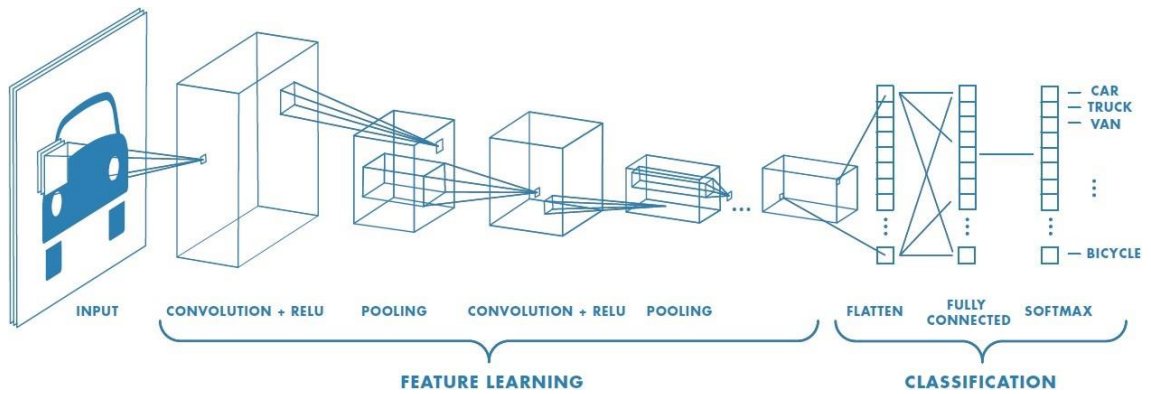 CAR
TRUCK
VAN
BICYCLE
INPUT
CONVOLUTION + RELU
POOLING
CONVOLUTION + RELU
POOLING
FLATTEN
FULLY
CONNECTED
SOFTMAX
FEATURE LEARNING
CLASSIFICATION